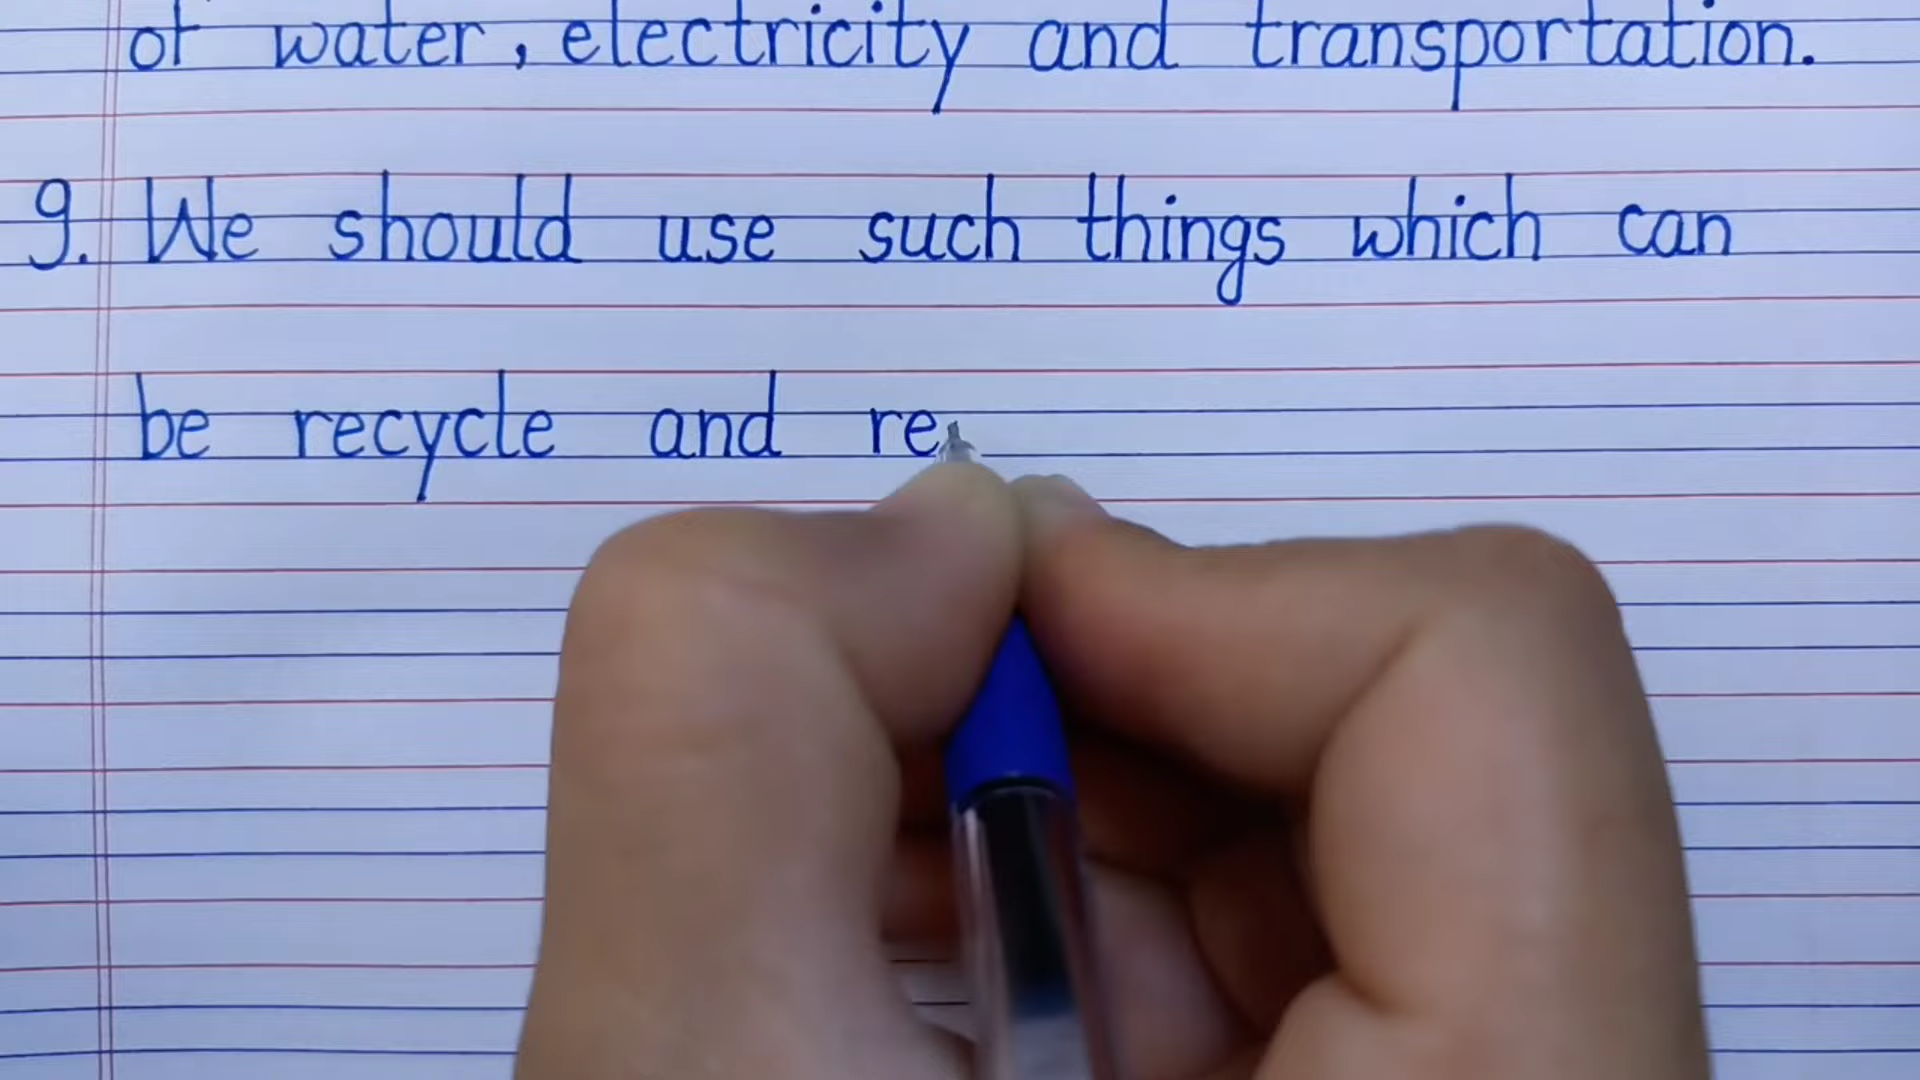 of water, electricity and transportation.
9. We should use such things which can
be recycle and re